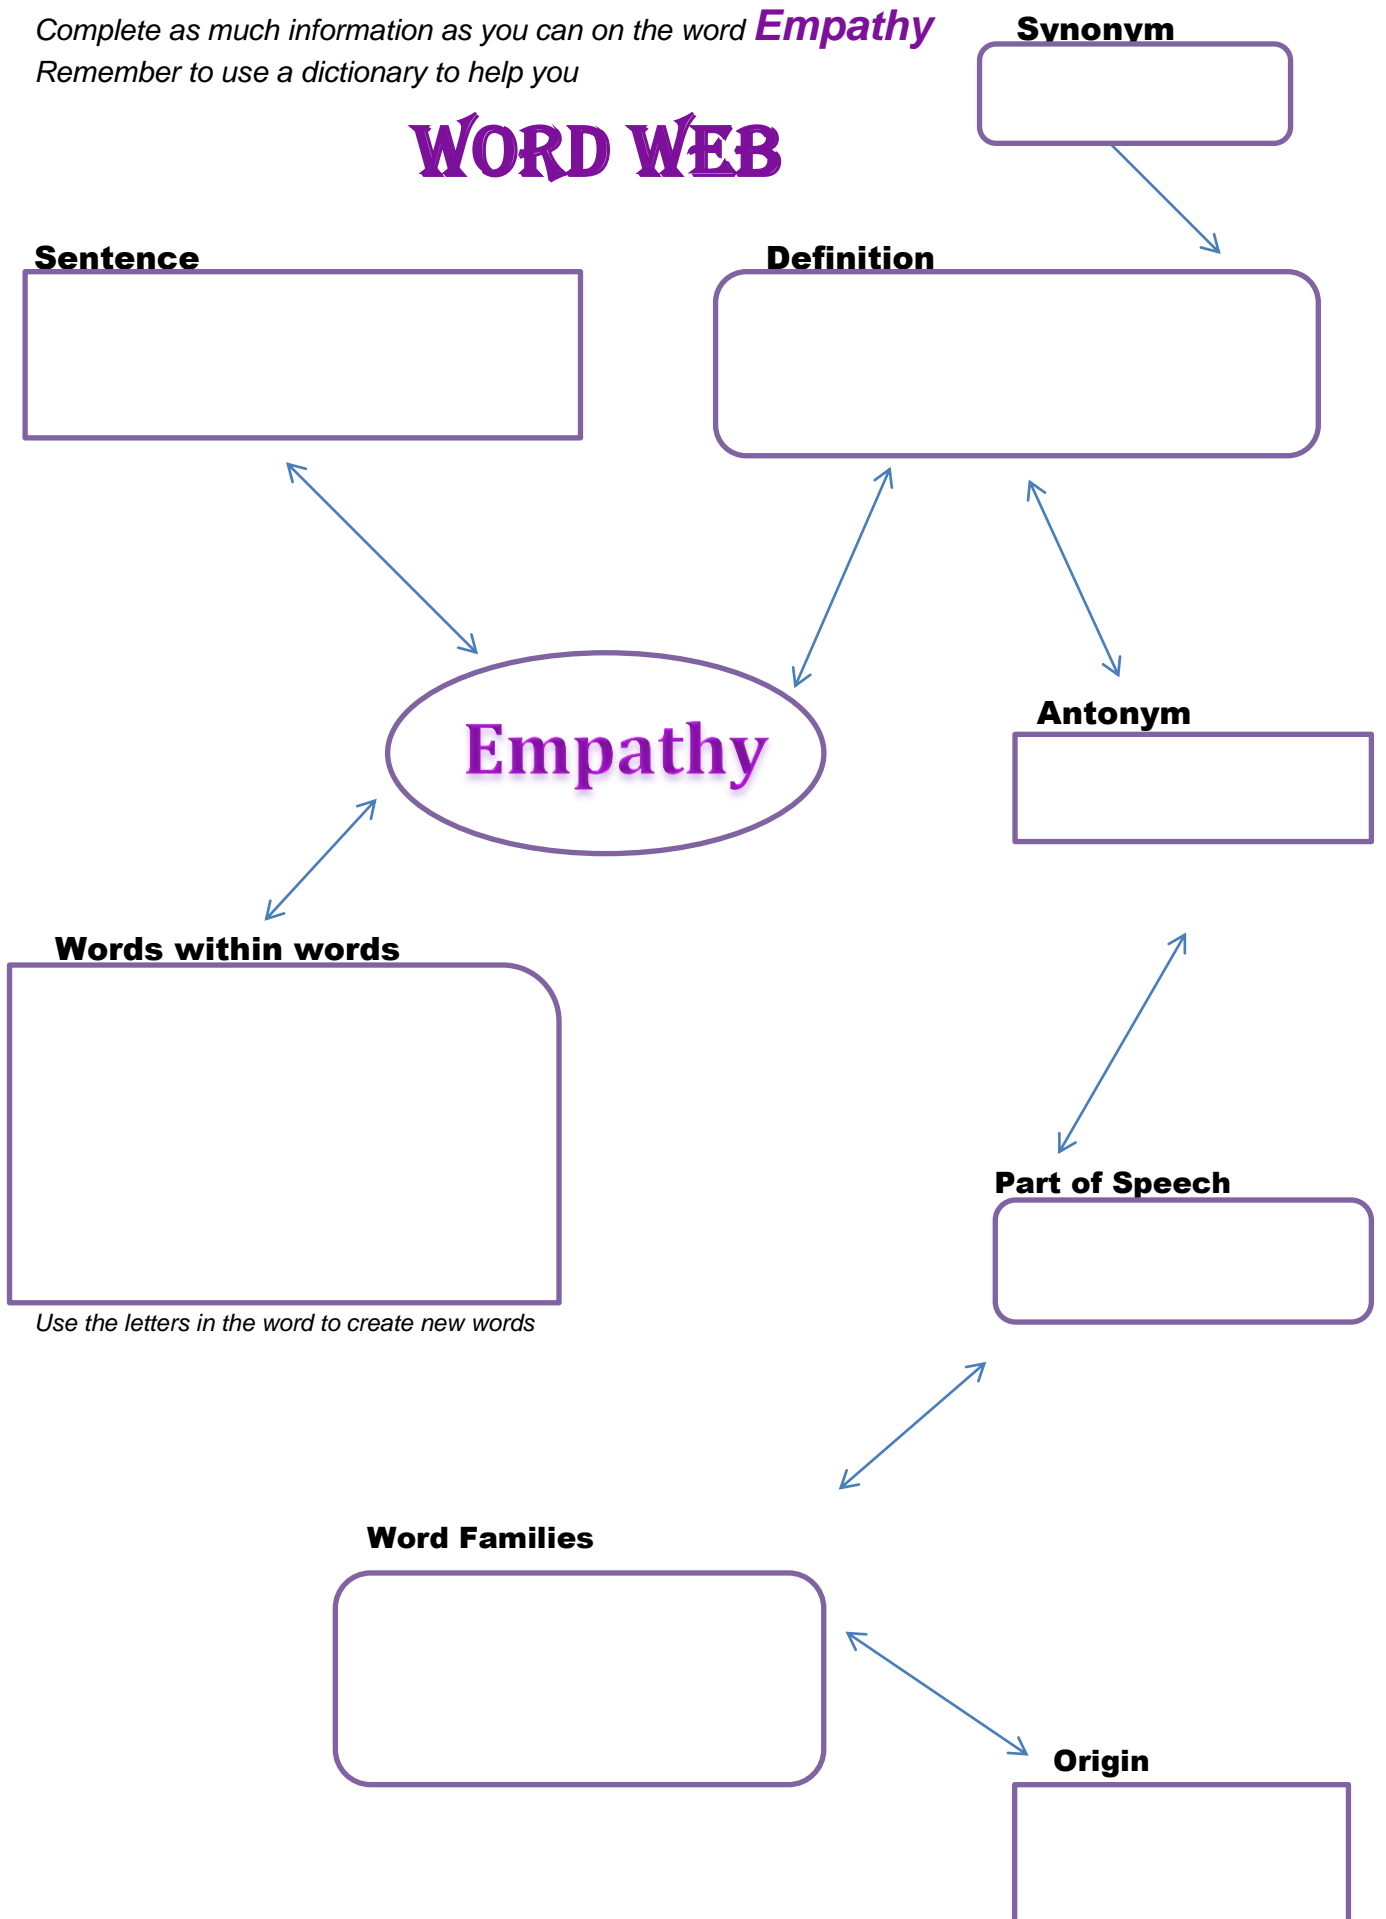 Complete as much information as you can on the word Empathy
Remember to use a dictionary to help you
Synonym
WORD WEB
Sentence
Definition
Empathy
Antonym
Words within words
Use the letters in the word to create new words
Part of Speech
Word Families
Origin